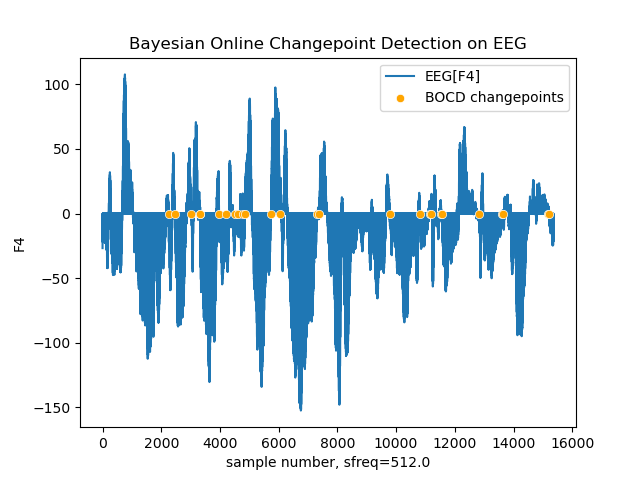 Bayesian Online Changepoint Detection on EEG
EEG[F4]
BOCD changepoints
100
50
0
−50
−100
−150
F4
0 2000 4000 6000 8000 10000 12000 14000 16000
sample number, sfreq=512.0